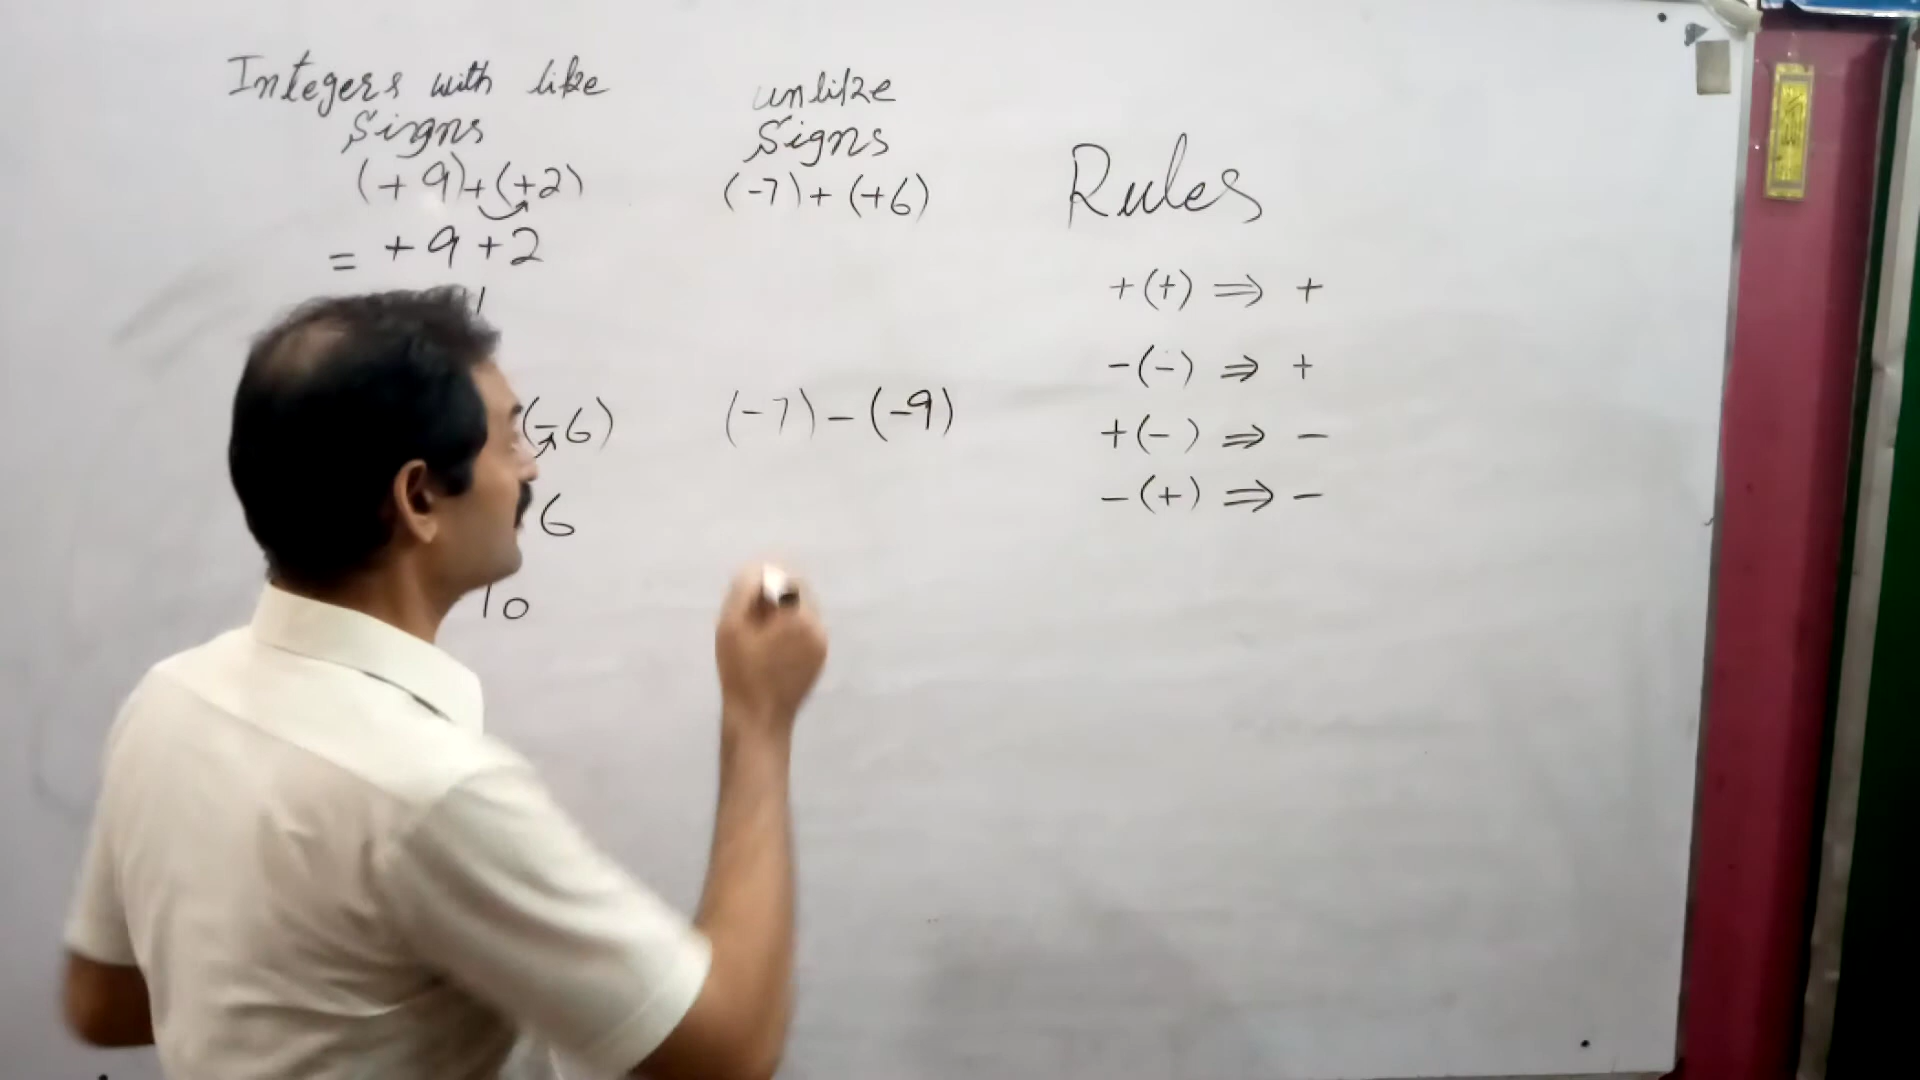 Integers with like
Signs
(+9)+(+2)
= +9+2
(-6)
6
10
unlike
Signs
(-7)+(+6)
(-7)-(-9)
Rules
+(+) ⇒ +
-(-) ⇒ +
+(-) ⇒ -
-(+) ⇒ -